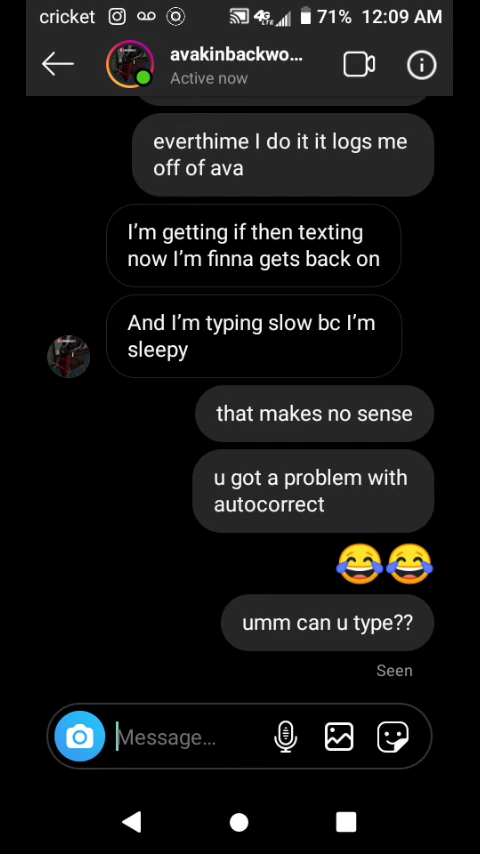 cricket 4G LTE 71% 12:09 AM
avakinbackwo...
Active now
everthime I do it it logs me
off of ava
I'm getting if then texting
now I'm finna gets back on
And I'm typing slow bc I'm
sleepy
that makes no sense
u got a problem with
autocorrect
😂😂
umm can u type??
Seen
Message...